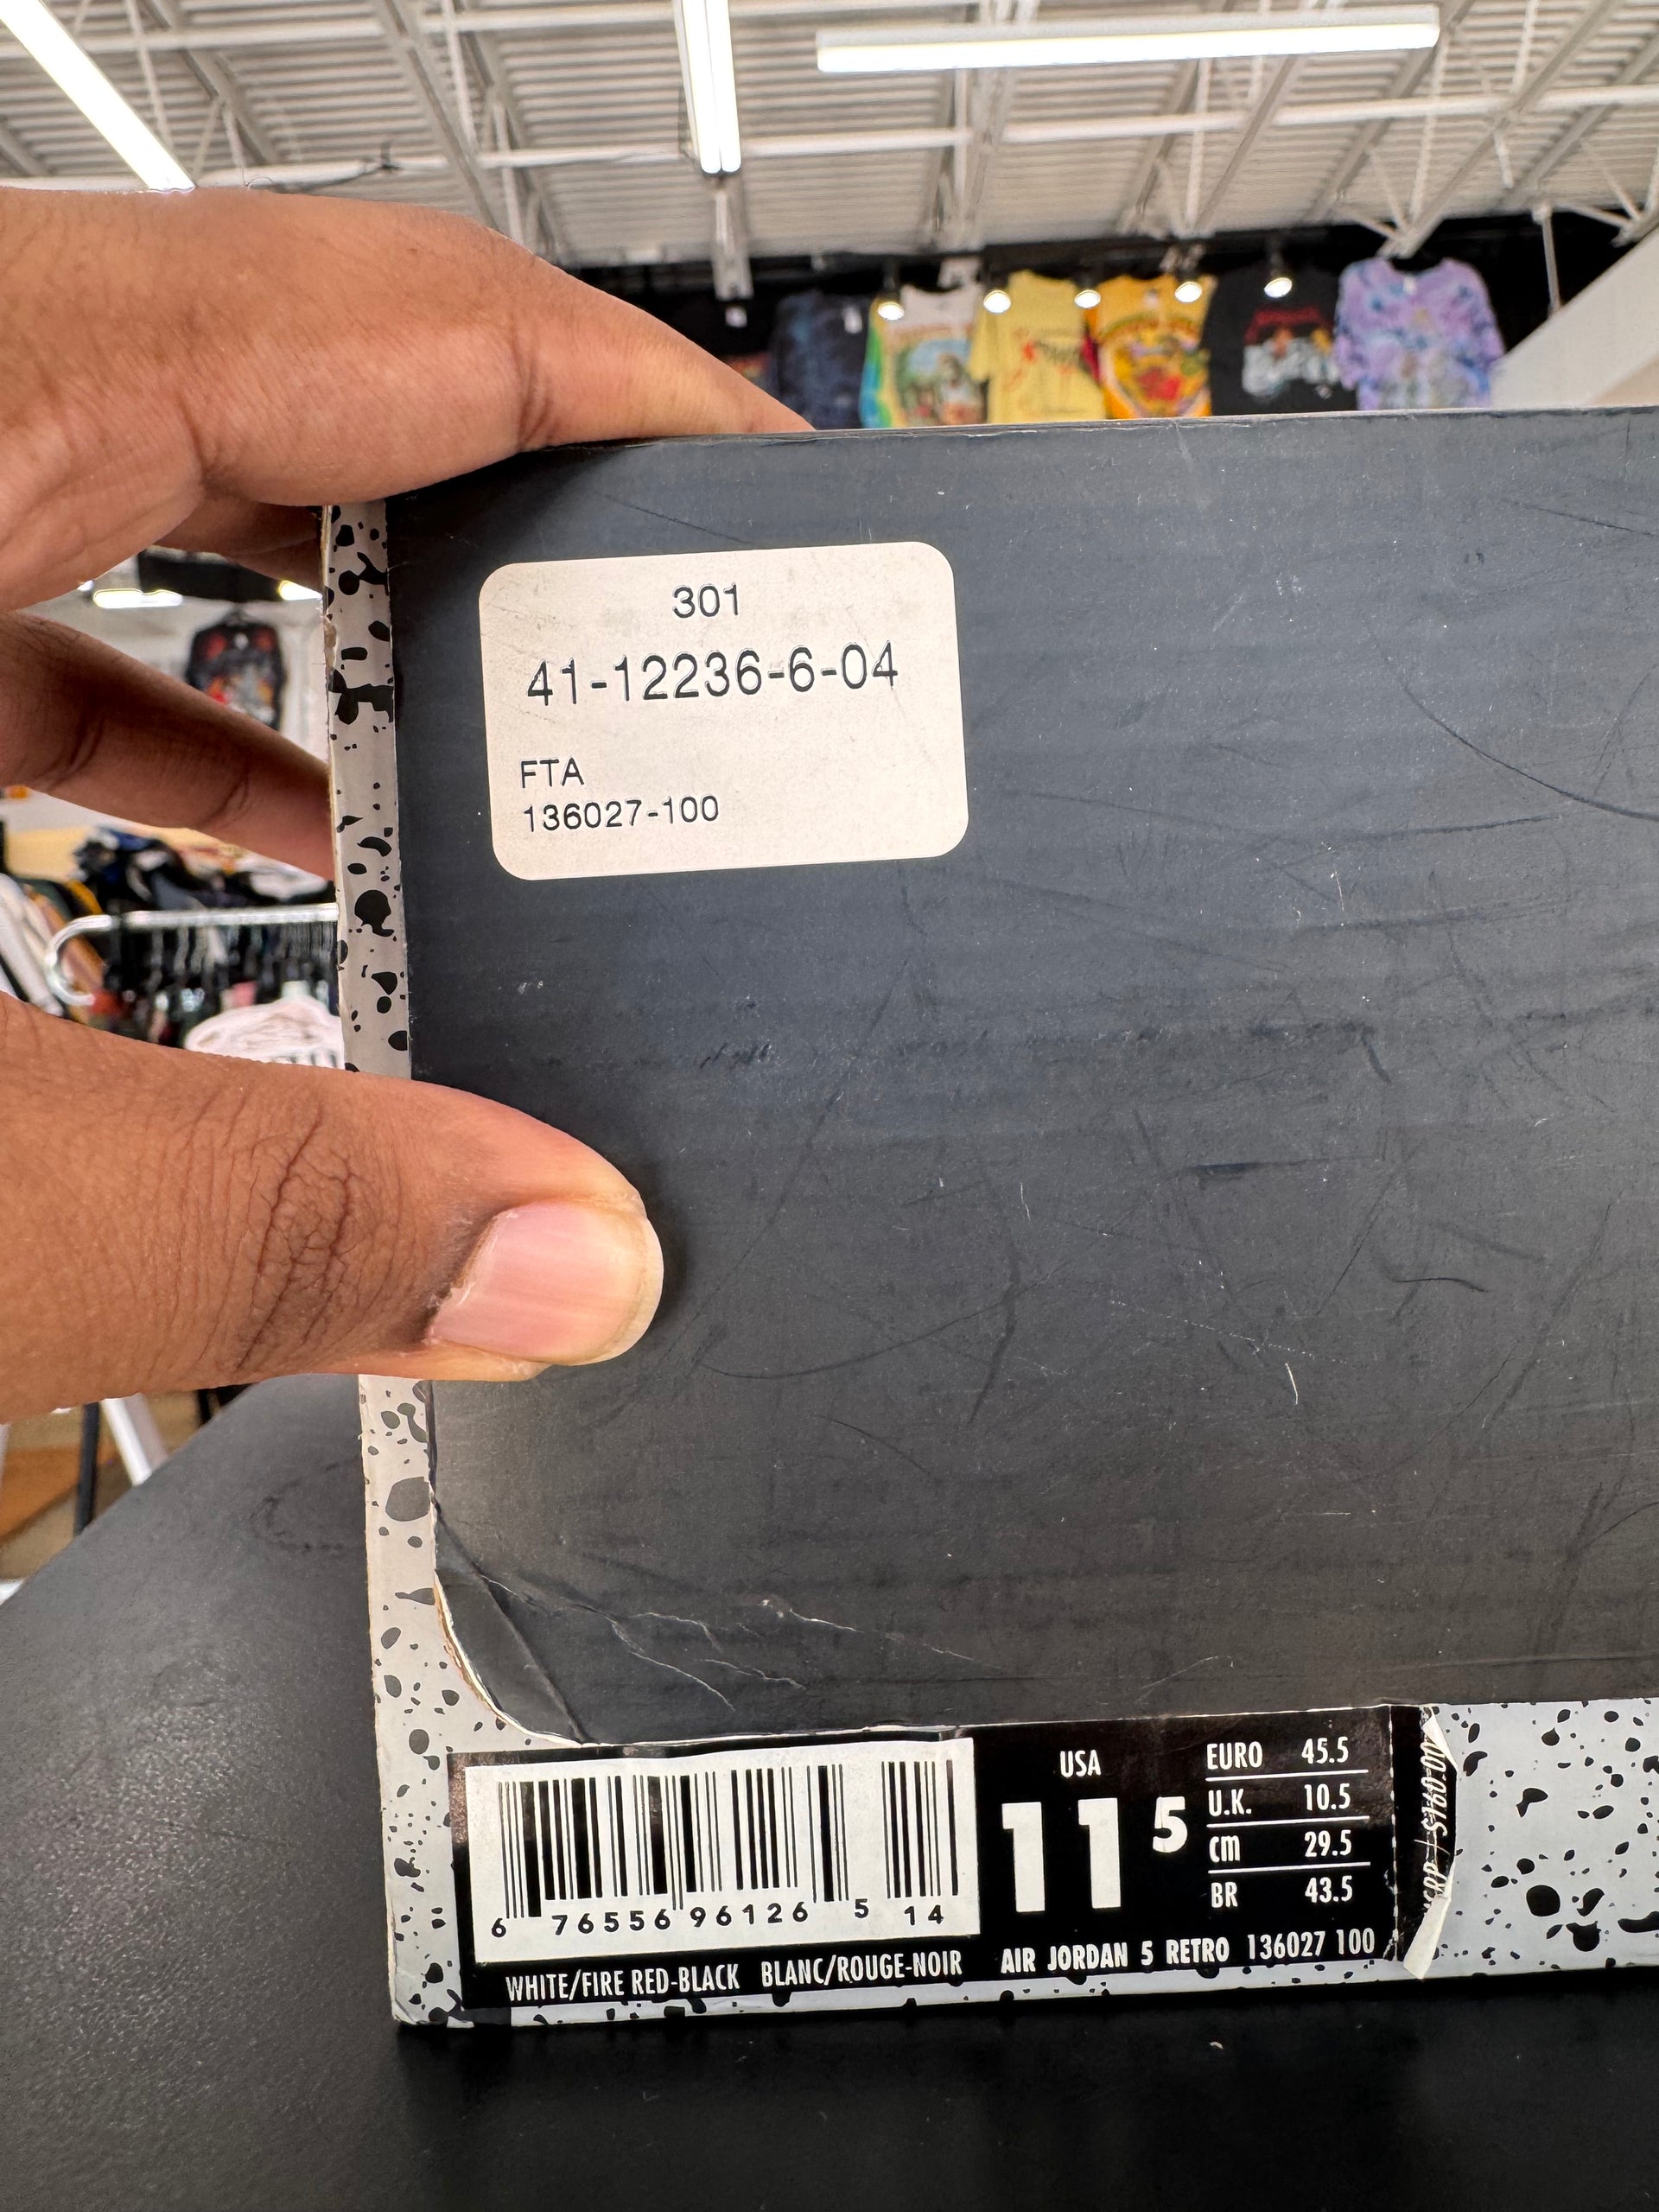 301
41-12236-6-04
FTA
136027-100
USA
11 5
EURO 45.5
U.K. 10.5
cm 29.5
BR 43.5
6 76556 96126 5 14
WHITE/FIRE RED-BLACK BLANC/ROUGE-NOIR
AIR JORDAN 5 RETRO 136027 100
$160.00